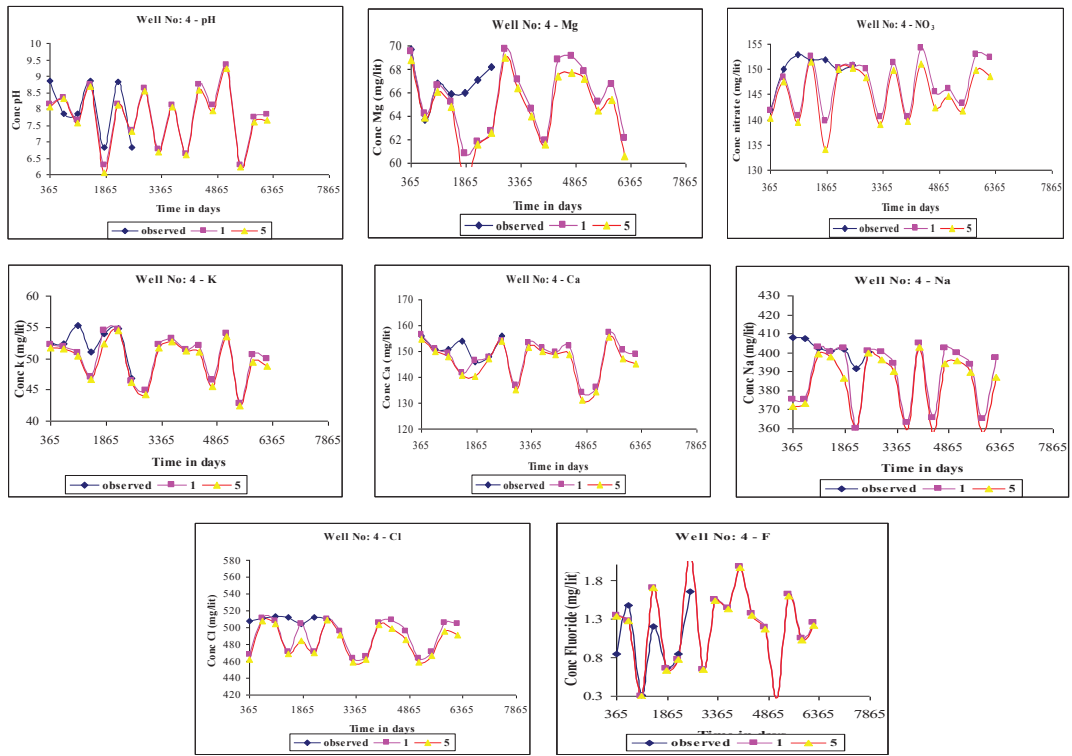 Well No: 4 - pH
Conc pH
10
9.5
9
8.5
8
7.5
7
6.5
6
365 1865 3365 4865 6365 7865
Time in days
observed 1 5
Well No: 4 - Mg
Conc Mg (mg/lit)
70
68
66
64
62
60
365 1865 3365 4865 6365 7865
Time in days
observed 1 5
Well No: 4 - NO₃
Conc nitrate (mg/lit)
155
150
145
140
135
130
365 1865 3365 4865 6365 7865
Time in days
observed 1 5
Well No: 4 - K
Conc k (mg/lit)
60
55
50
45
40
365 1865 3365 4865 6365 7865
Time in days
observed 1 5
Well No: 4 - Ca
Conc Ca (mg/lit)
170
160
150
140
130
120
365 1865 3365 4865 6365 7865
Time in days
observed 1 5
Well No: 4 - Na
Conc Na (mg/lit)
430
420
410
400
390
380
370
360
365 1865 3365 4865 6365 7865
Time in days
observed 1 5
Well No: 4 - Cl
Conc Cl (mg/lit)
580
560
540
520
500
480
460
440
420
365 1865 3365 4865 6365 7865
Time in days
observed 1 5
Well No: 4 - F
Conc Fluoride (mg/lit)
1.8
1.3
0.8
0.3
365 1865 3365 4865 6365 7865
Time in days
observed 1 5